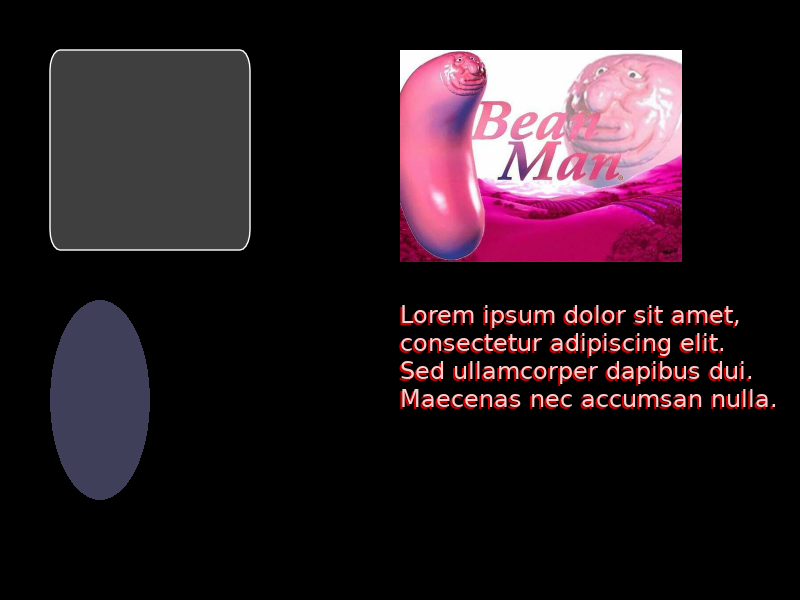 Bean
Man
Lorem ipsum dolor sit amet,
consectetur adipiscing elit.
Sed ullamcorper dapibus dui.
Maecenas nec accumsan nulla.